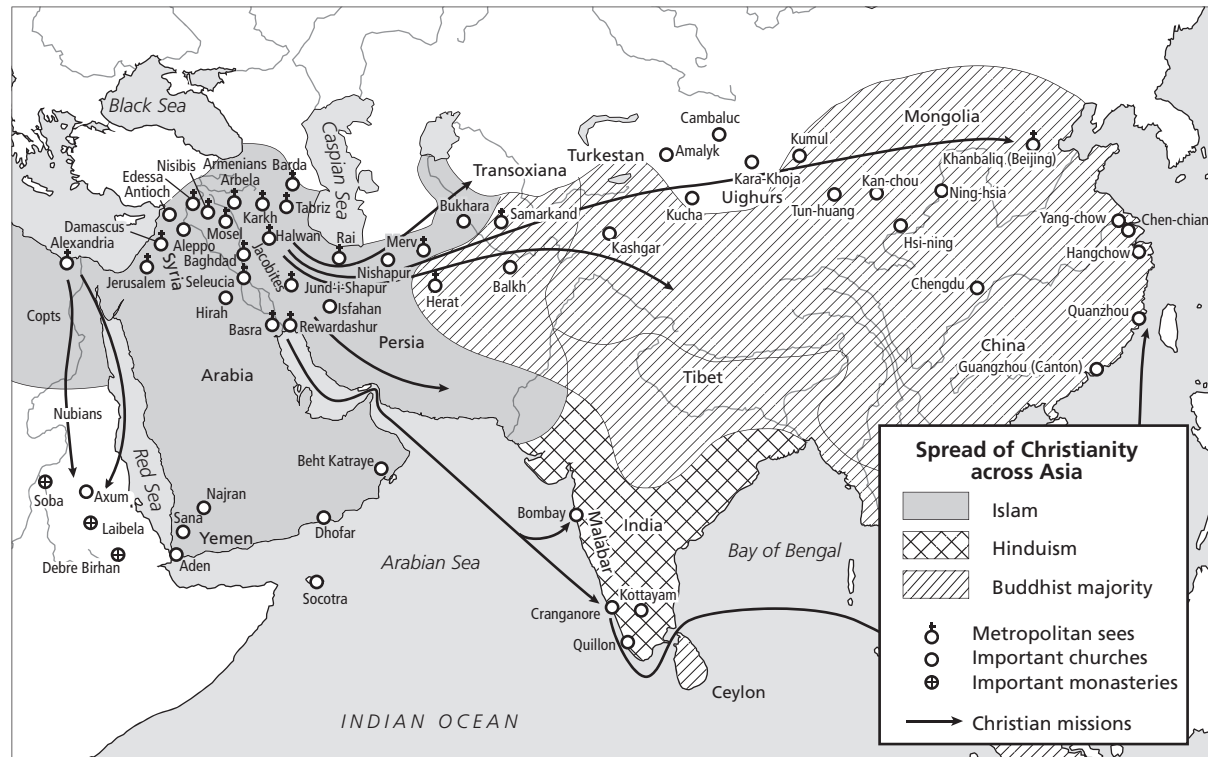 Black Sea
Caspian Sea
Mongolia
Cambaluc
Kumul
Amalyk
Turkestan
Transoxiana
Khanbaliq (Beijing)
Kara-Khoja
Uighurs
Kan-chou
Ning-hsia
Tun-huang
Kucha
Armenians
Barda
Nisibis
Arbela
Edessa
Antioch
Karkh
Tabriz
Bukhara
Samarkand
Yang-chow
Chen-chian
Damascus
Alexandria
Aleppo
Mosel
Halwan
Rai
Merv
Kashgar
Hsi-ning
Hangchow
Syria
Baghdad
Jacobites
Nishapur
Balkh
Jerusalem
Seleucia
Jund-i-Shapur
Herat
Chengdu
Hirah
Isfahan
Copts
Basra
Rewardashur
Persia
Quanzhou
China
Guangzhou (Canton)
Arabia
Tibet
Nubians
Red Sea
Beht Katraye
Soba
Axum
Najran
Laibela
Sana
Yemen
Dhofar
Bombay
Malabar
India
Debre Birhan
Aden
Arabian Sea
Bay of Bengal
Socotra
Kottayam
Cranganore
Quillon
Ceylon
INDIAN OCEAN
Spread of Christianity
across Asia
Islam
Hinduism
Buddhist majority
Metropolitan sees
Important churches
Important monasteries
Christian missions